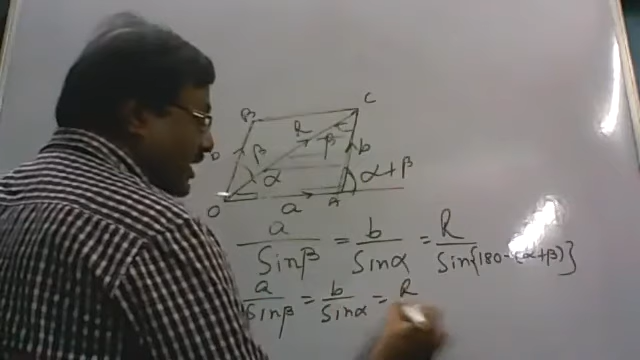 B C
R
b β β b
α α+β
O a A
a/Sinβ = b/Sinα = R/Sin{180-(α+β)}
a/Sinβ = b/Sinα = R